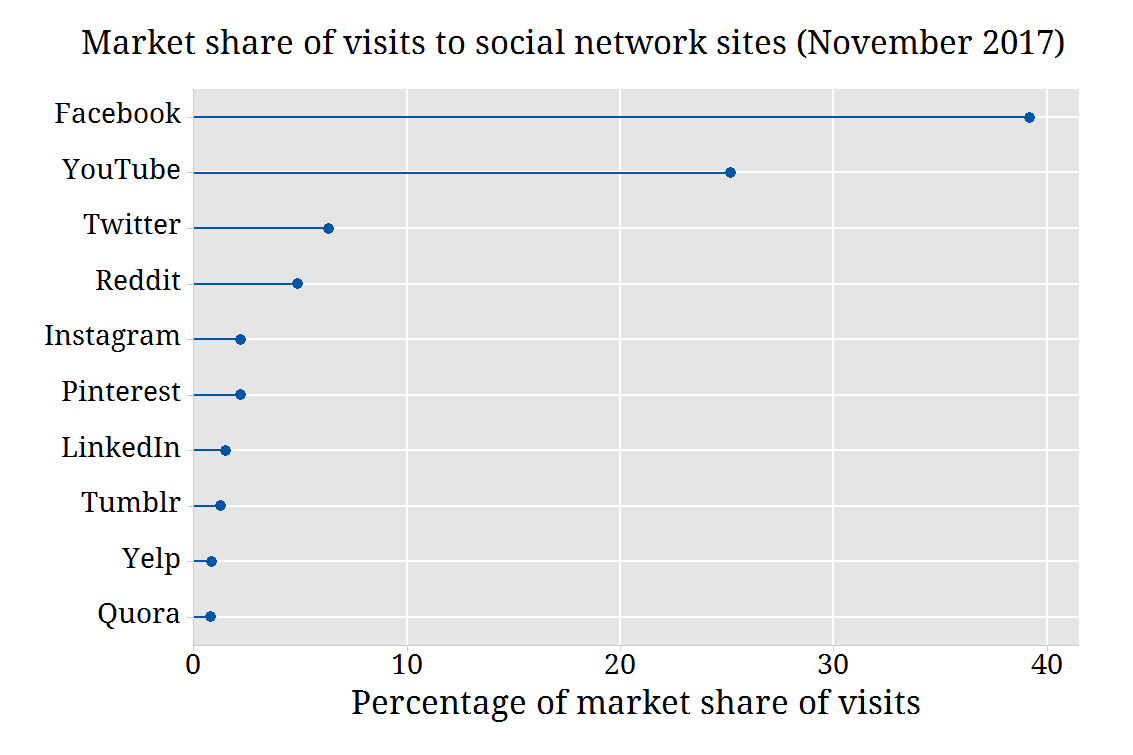 Market share of visits to social network sites (November 2017)
Facebook
YouTube
Twitter
Reddit
Instagram
Pinterest
LinkedIn
Tumblr
Yelp
Quora
0 10 20 30 40
Percentage of market share of visits